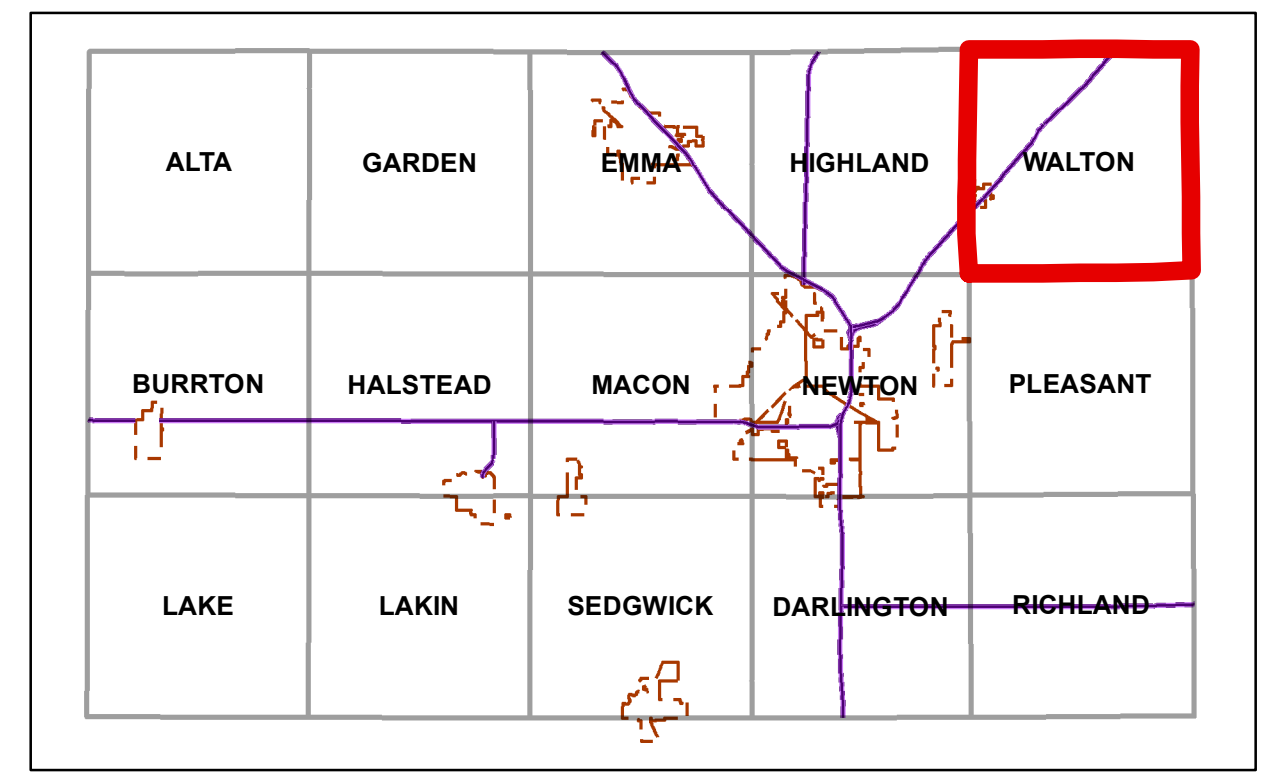 ALTA
GARDEN
EMMA
HIGHLAND
WALTON
BURRTON
HALSTEAD
MACON
NEWTON
PLEASANT
LAKE
LAKIN
SEDGWICK
DARLINGTON
RICHLAND